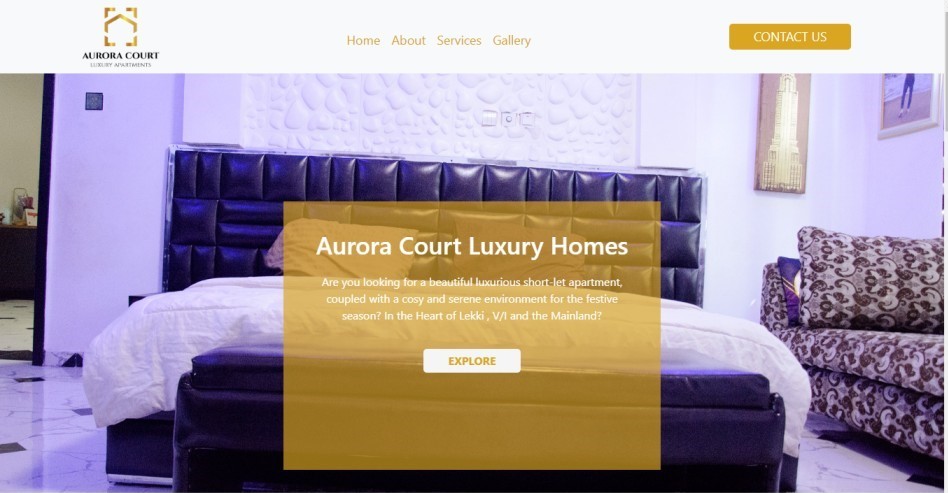 AURORA COURT
LUXURY APARTMENTS
Home About Services Gallery
CONTACT US
Aurora Court Luxury Homes
Are you looking for a beautiful luxurious short-let apartment,
coupled with a cosy and serene environment for the festive
season? In the Heart of Lekki , V/I and the Mainland?
EXPLORE